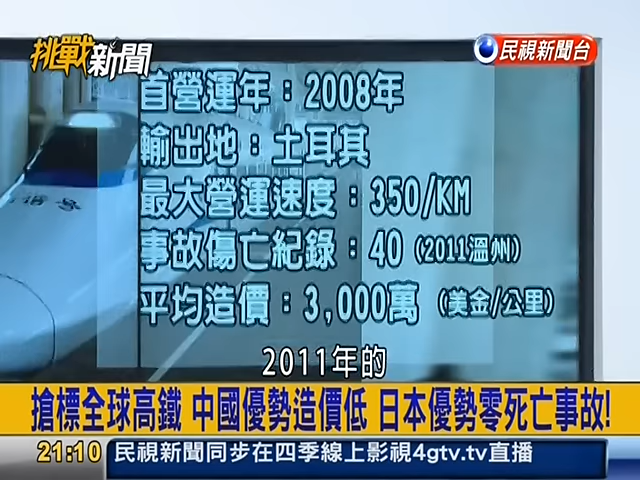 挑戰新聞
民視新聞台
首營運年：2008年
輸出地：土耳其
最大營運速度：350/KM
事故傷亡紀錄：40（2011溫州）
平均造價：3,000萬（美金/公里）
2011年的
搶標全球高鐵 中國優勢造價低 日本優勢零死亡事故!
21:10 民視新聞同步在四季線上影視4gtv.tv直播